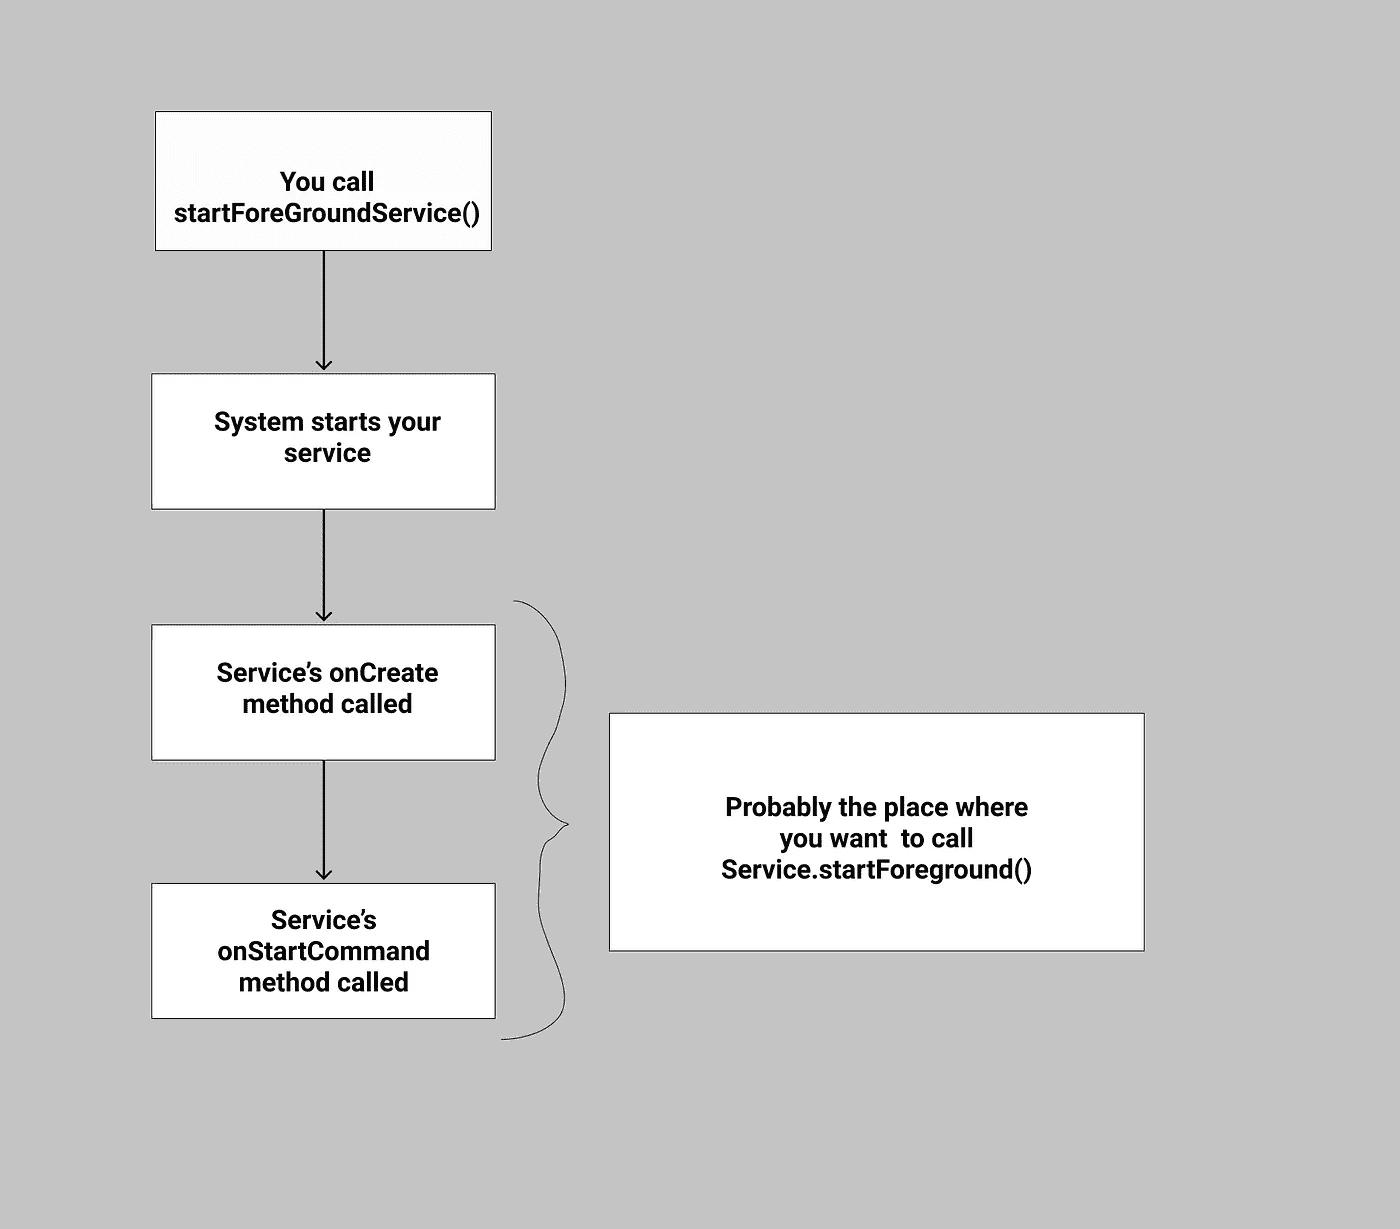 You call
startForeGroundService()
System starts your
service
Service’s onCreate
method called
Service’s
onStartCommand
method called
Probably the place where
you want  to call
Service.startForeground()